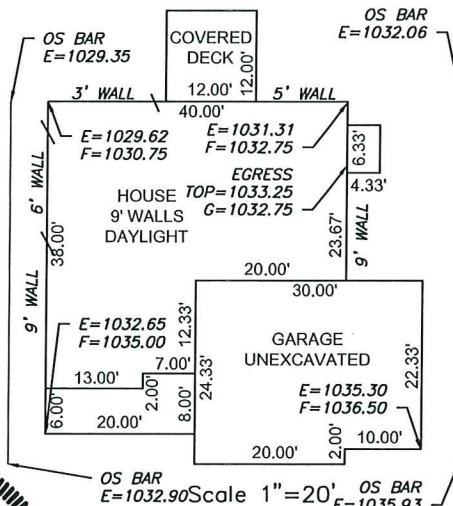 OS BAR
E=1029.35
COVERED
DECK
12.00'
12.00'
OS BAR
E=1032.06
3' WALL
40.00'
5' WALL
E=1029.62
F=1030.75
E=1031.31
F=1032.75
6.33'
4.33'
EGRESS
TOP=1033.25
G=1032.75
HOUSE
9' WALLS
DAYLIGHT
6' WALL
38.00'
9' WALL
23.67'
9' WALL
20.00'
30.00'
E=1032.65
F=1035.00
12.33'
24.33'
GARAGE
UNEXCAVATED
22.33'
7.00'
13.00'
2.00'
8.00'
6.00'
20.00'
E=1035.30
F=1036.50
10.00'
2.00'
20.00'
OS BAR
E=1032.90
Scale 1"=20'
OS BAR
E=1035.93